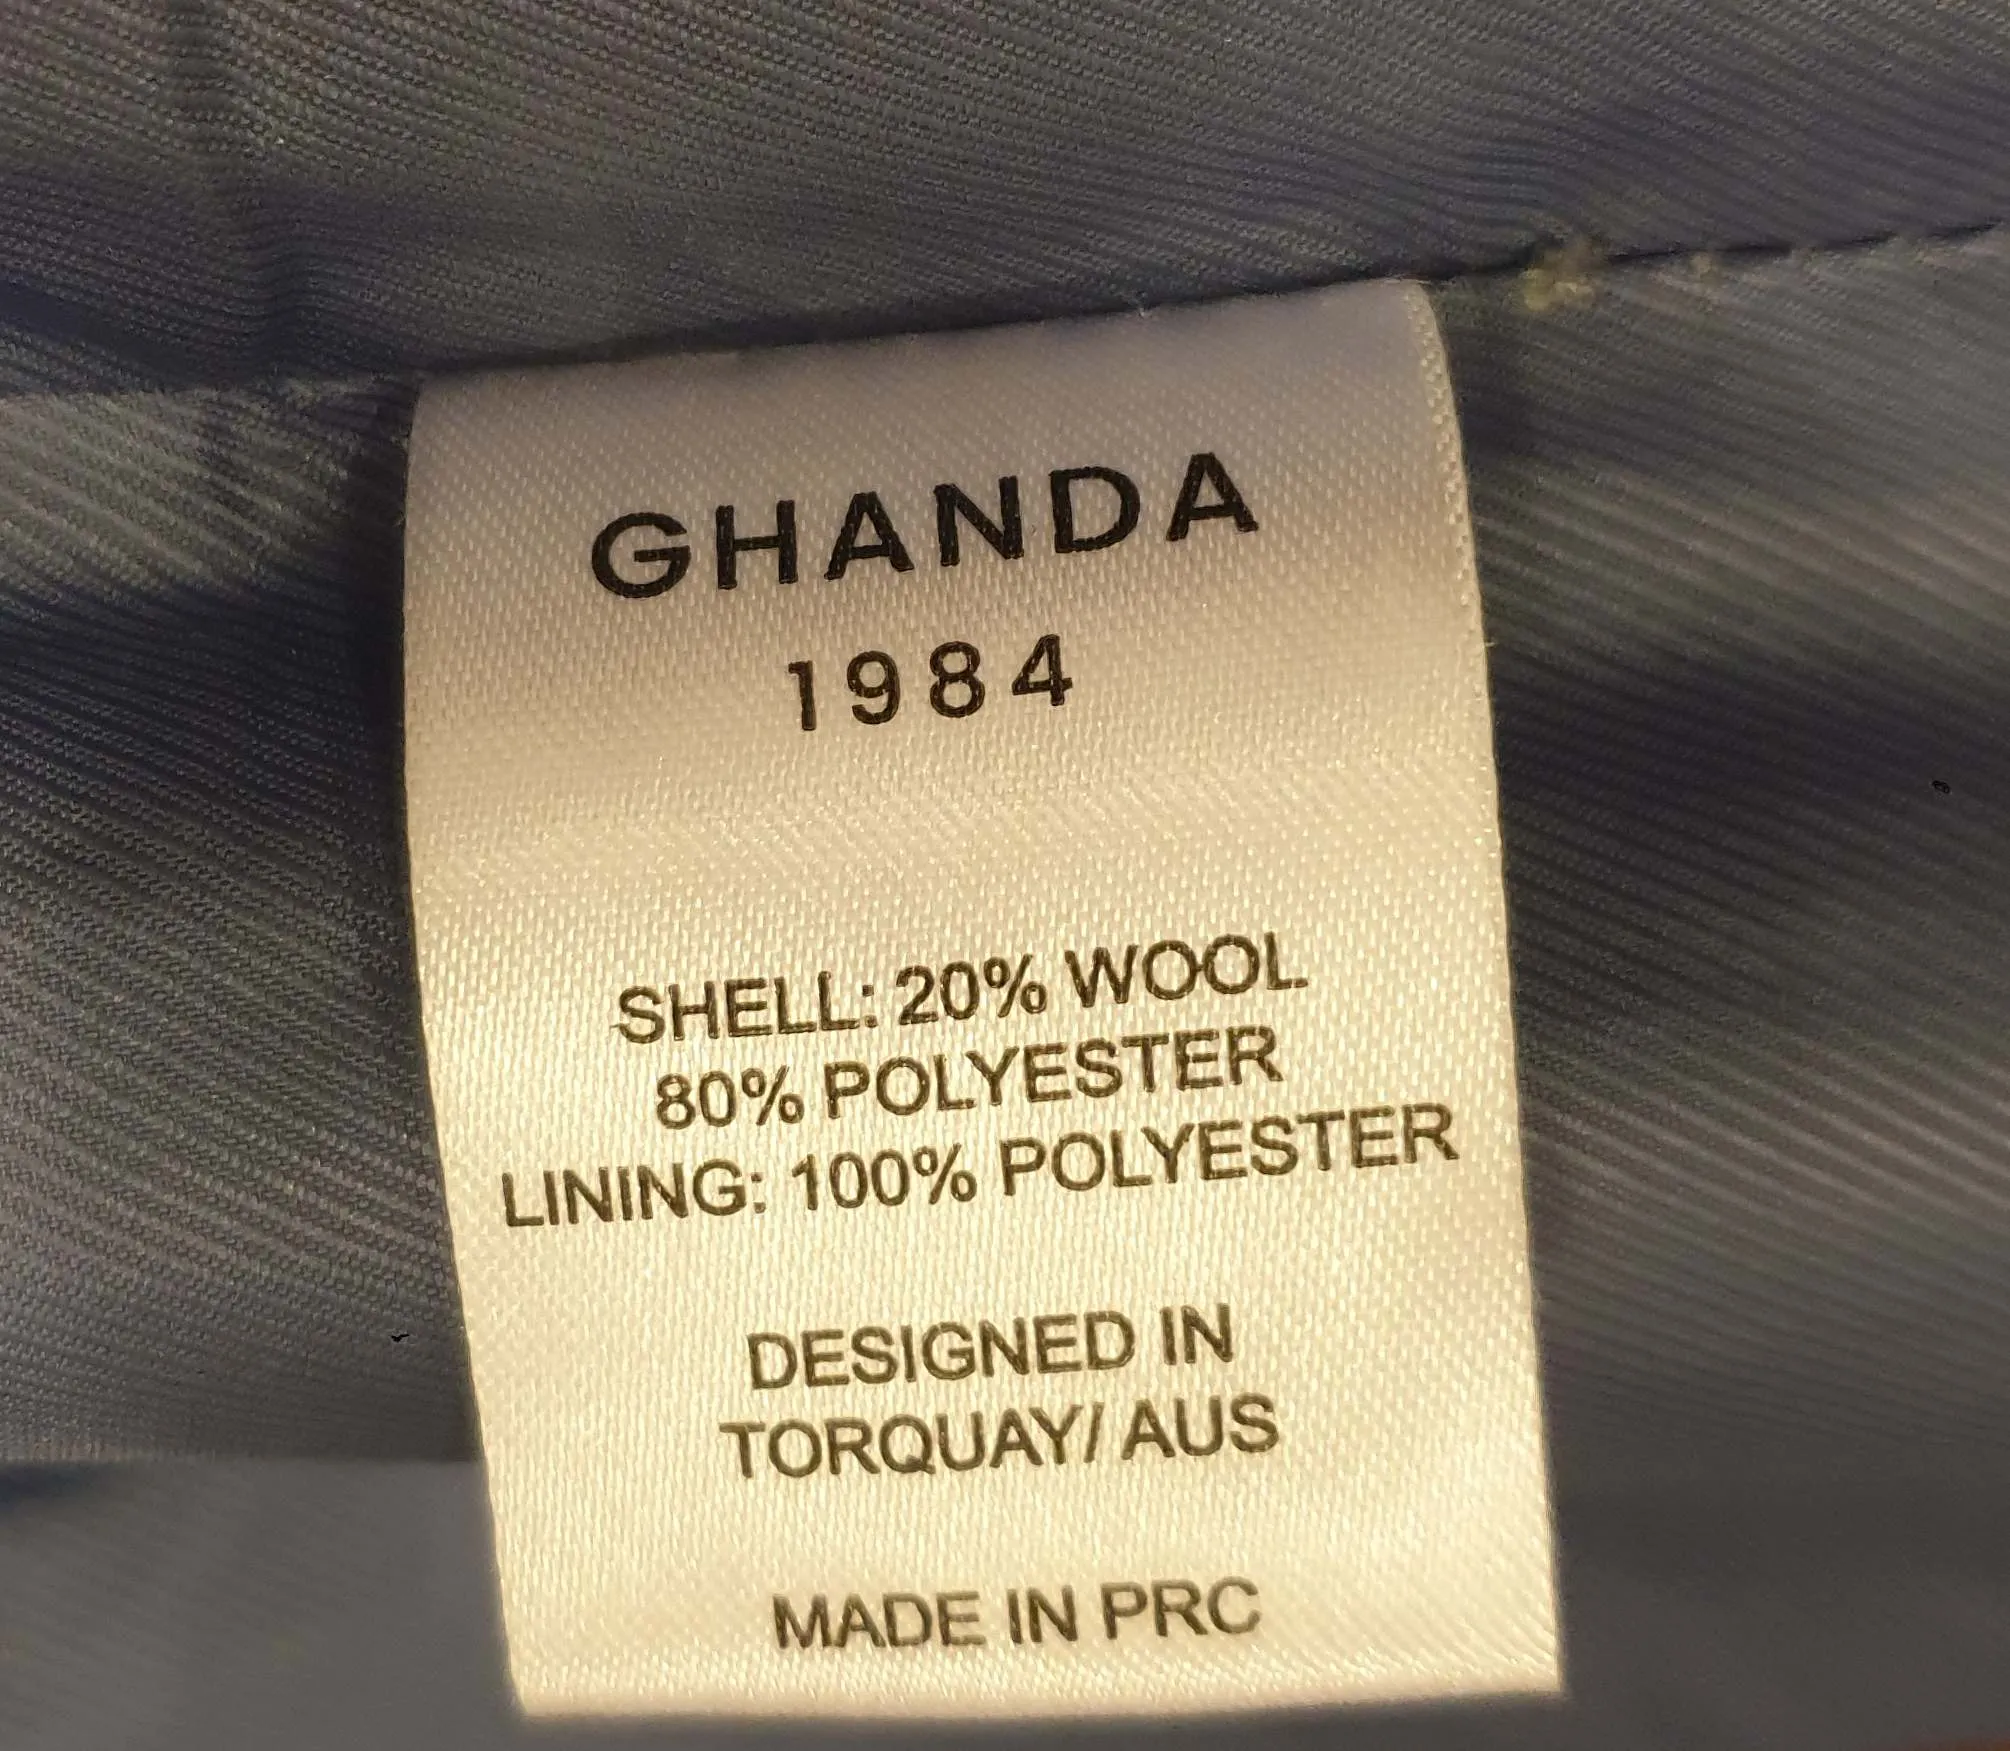 GHANDA
1984
SHELL: 20% WOOL
80% POLYESTER
LINING: 100% POLYESTER
DESIGNED IN
TORQUAY/ AUS
MADE IN PRC